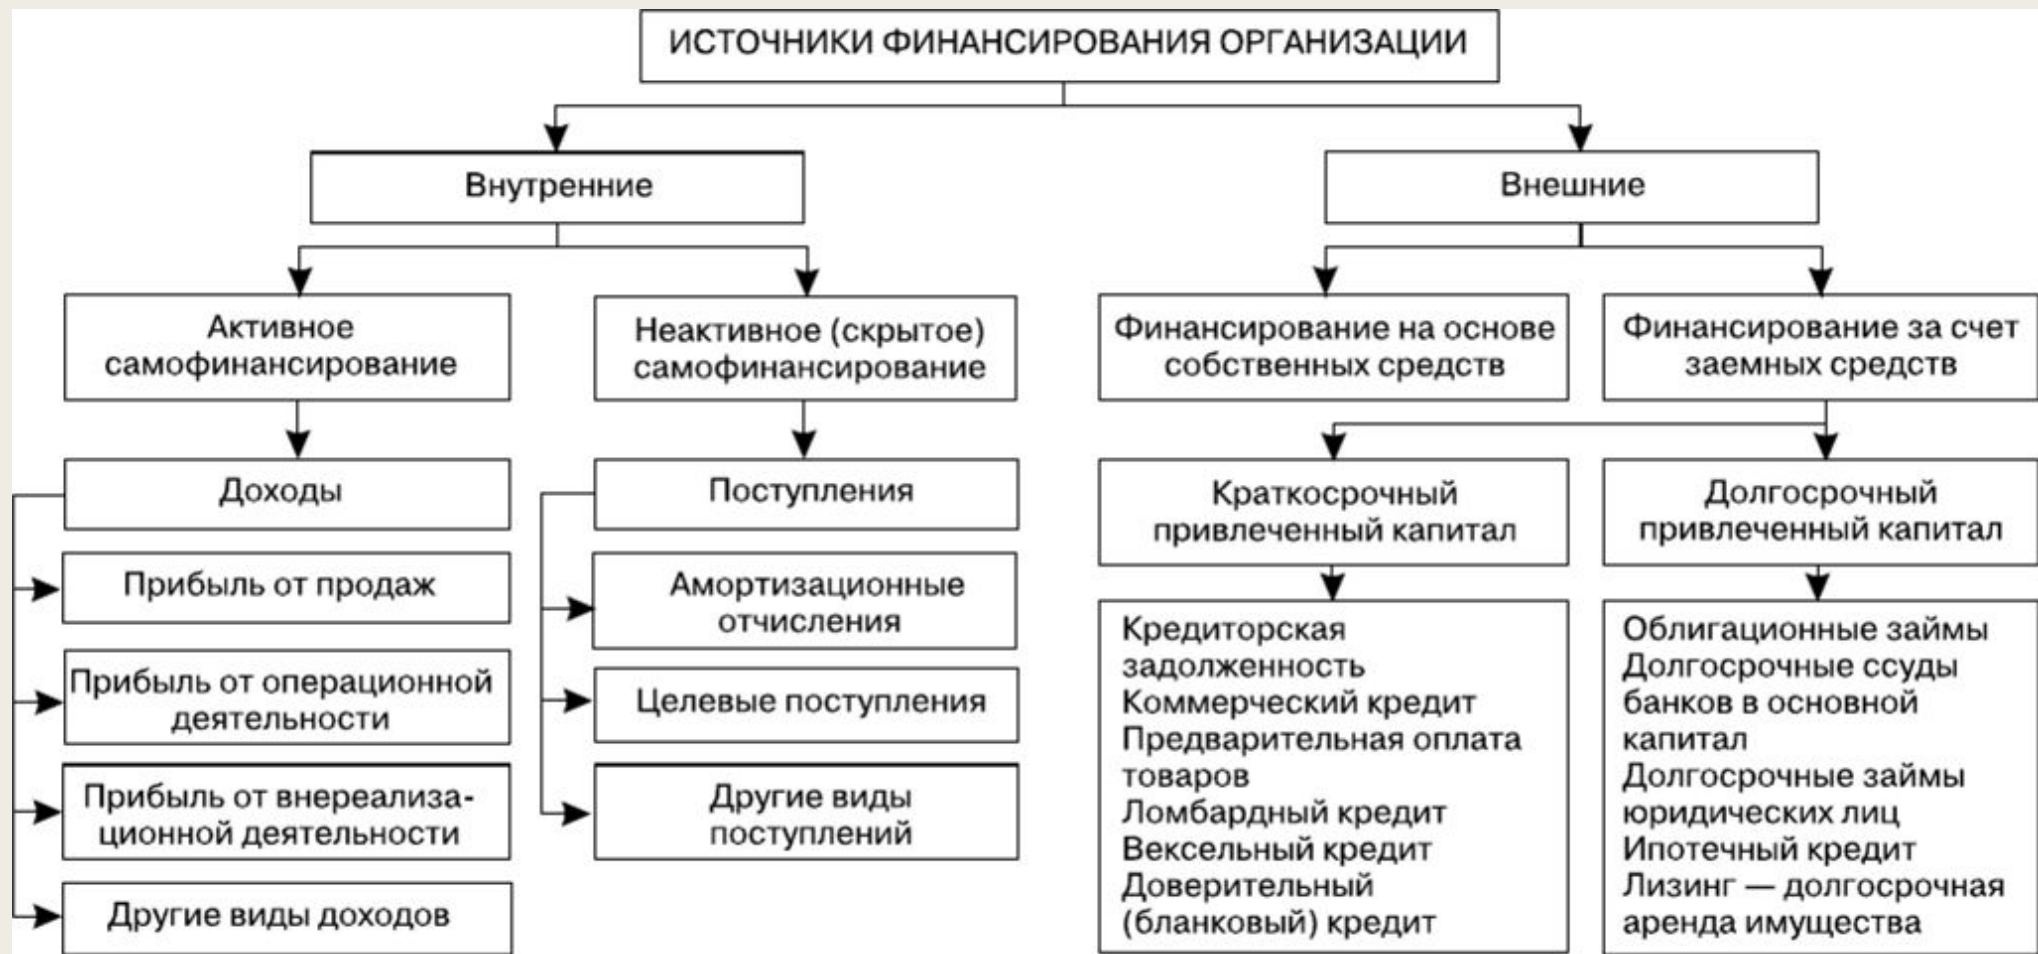 ИСТОЧНИКИ ФИНАНСИРОВАНИЯ ОРГАНИЗАЦИИ
Внутренние
Внешние
Активное
самофинансирование
Неактивное (скрытое)
самофинансирование
Финансирование на основе
собственных средств
Финансирование за счет
заемных средств
Доходы
Прибыль от продаж
Прибыль от операционной
деятельности
Прибыль от внереализа-
ционной деятельности
Другие виды доходов
Поступления
Амортизационные
отчисления
Целевые поступления
Другие виды
поступлений
Краткосрочный
привлеченный капитал
Кредиторская
задолженность
Коммерческий кредит
Предварительная оплата
товаров
Ломбардный кредит
Вексельный кредит
Доверительный
(бланковый) кредит
Долгосрочный
привлеченный капитал
Облигационные займы
Долгосрочные ссуды
банков в основной
капитал
Долгосрочные займы
юридических лиц
Ипотечный кредит
Лизинг — долгосрочная
аренда имущества